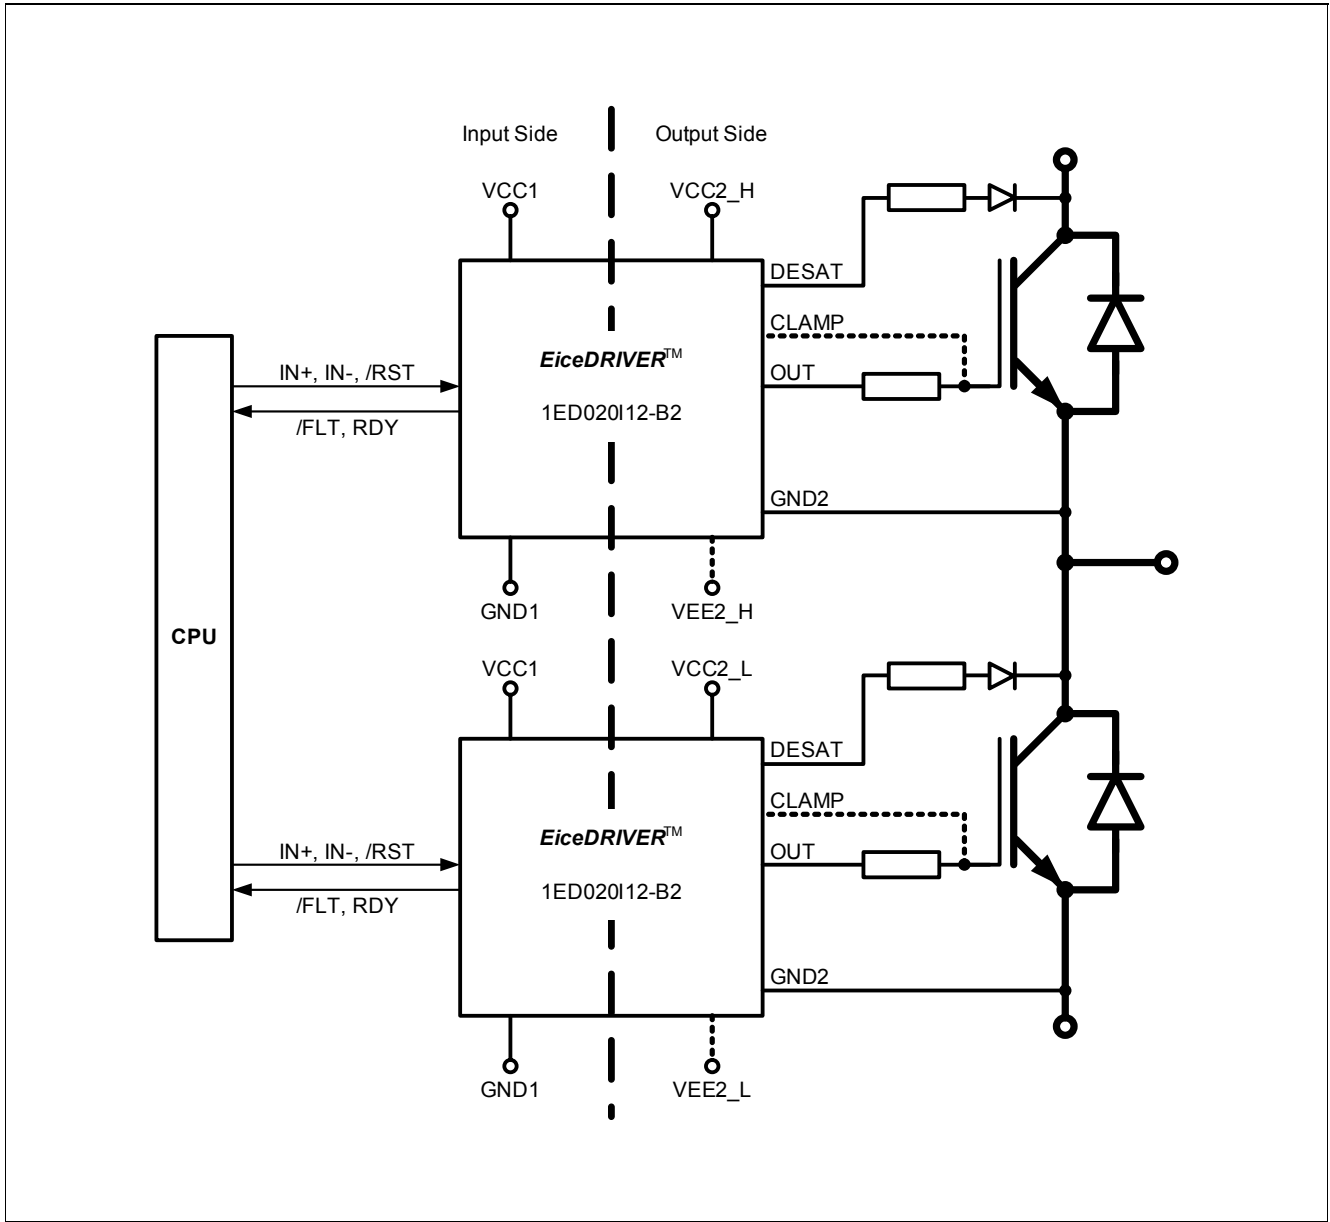 Input Side
Output Side
VCC1
VCC2_H
DESAT
CLAMP
EiceDRIVER™
IN+, IN-, /RST
OUT
1ED020I12-B2
/FLT, RDY
GND2
GND1
VEE2_H
CPU
VCC1
VCC2_L
DESAT
CLAMP
EiceDRIVER™
IN+, IN-, /RST
OUT
1ED020I12-B2
/FLT, RDY
GND2
GND1
VEE2_L